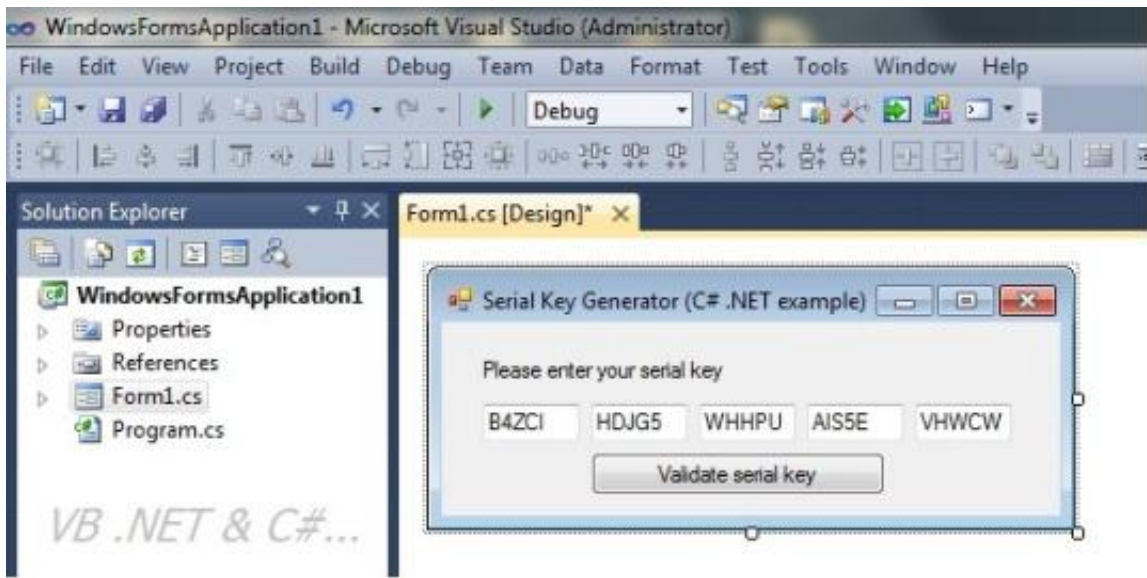 WindowsFormsApplication1 - Microsoft Visual Studio (Administrator)
File Edit View Project Build Debug Team Data Format Test Tools Window Help
Debug
Solution Explorer
Form1.cs [Design]*
WindowsFormsApplication1
Properties
References
Form1.cs
Program.cs
VB .NET & C#...
Serial Key Generator (C# .NET example)
Please enter your serial key
B4ZCI HDJG5 WHHPU AIS5E VHWCW
Validate serial key